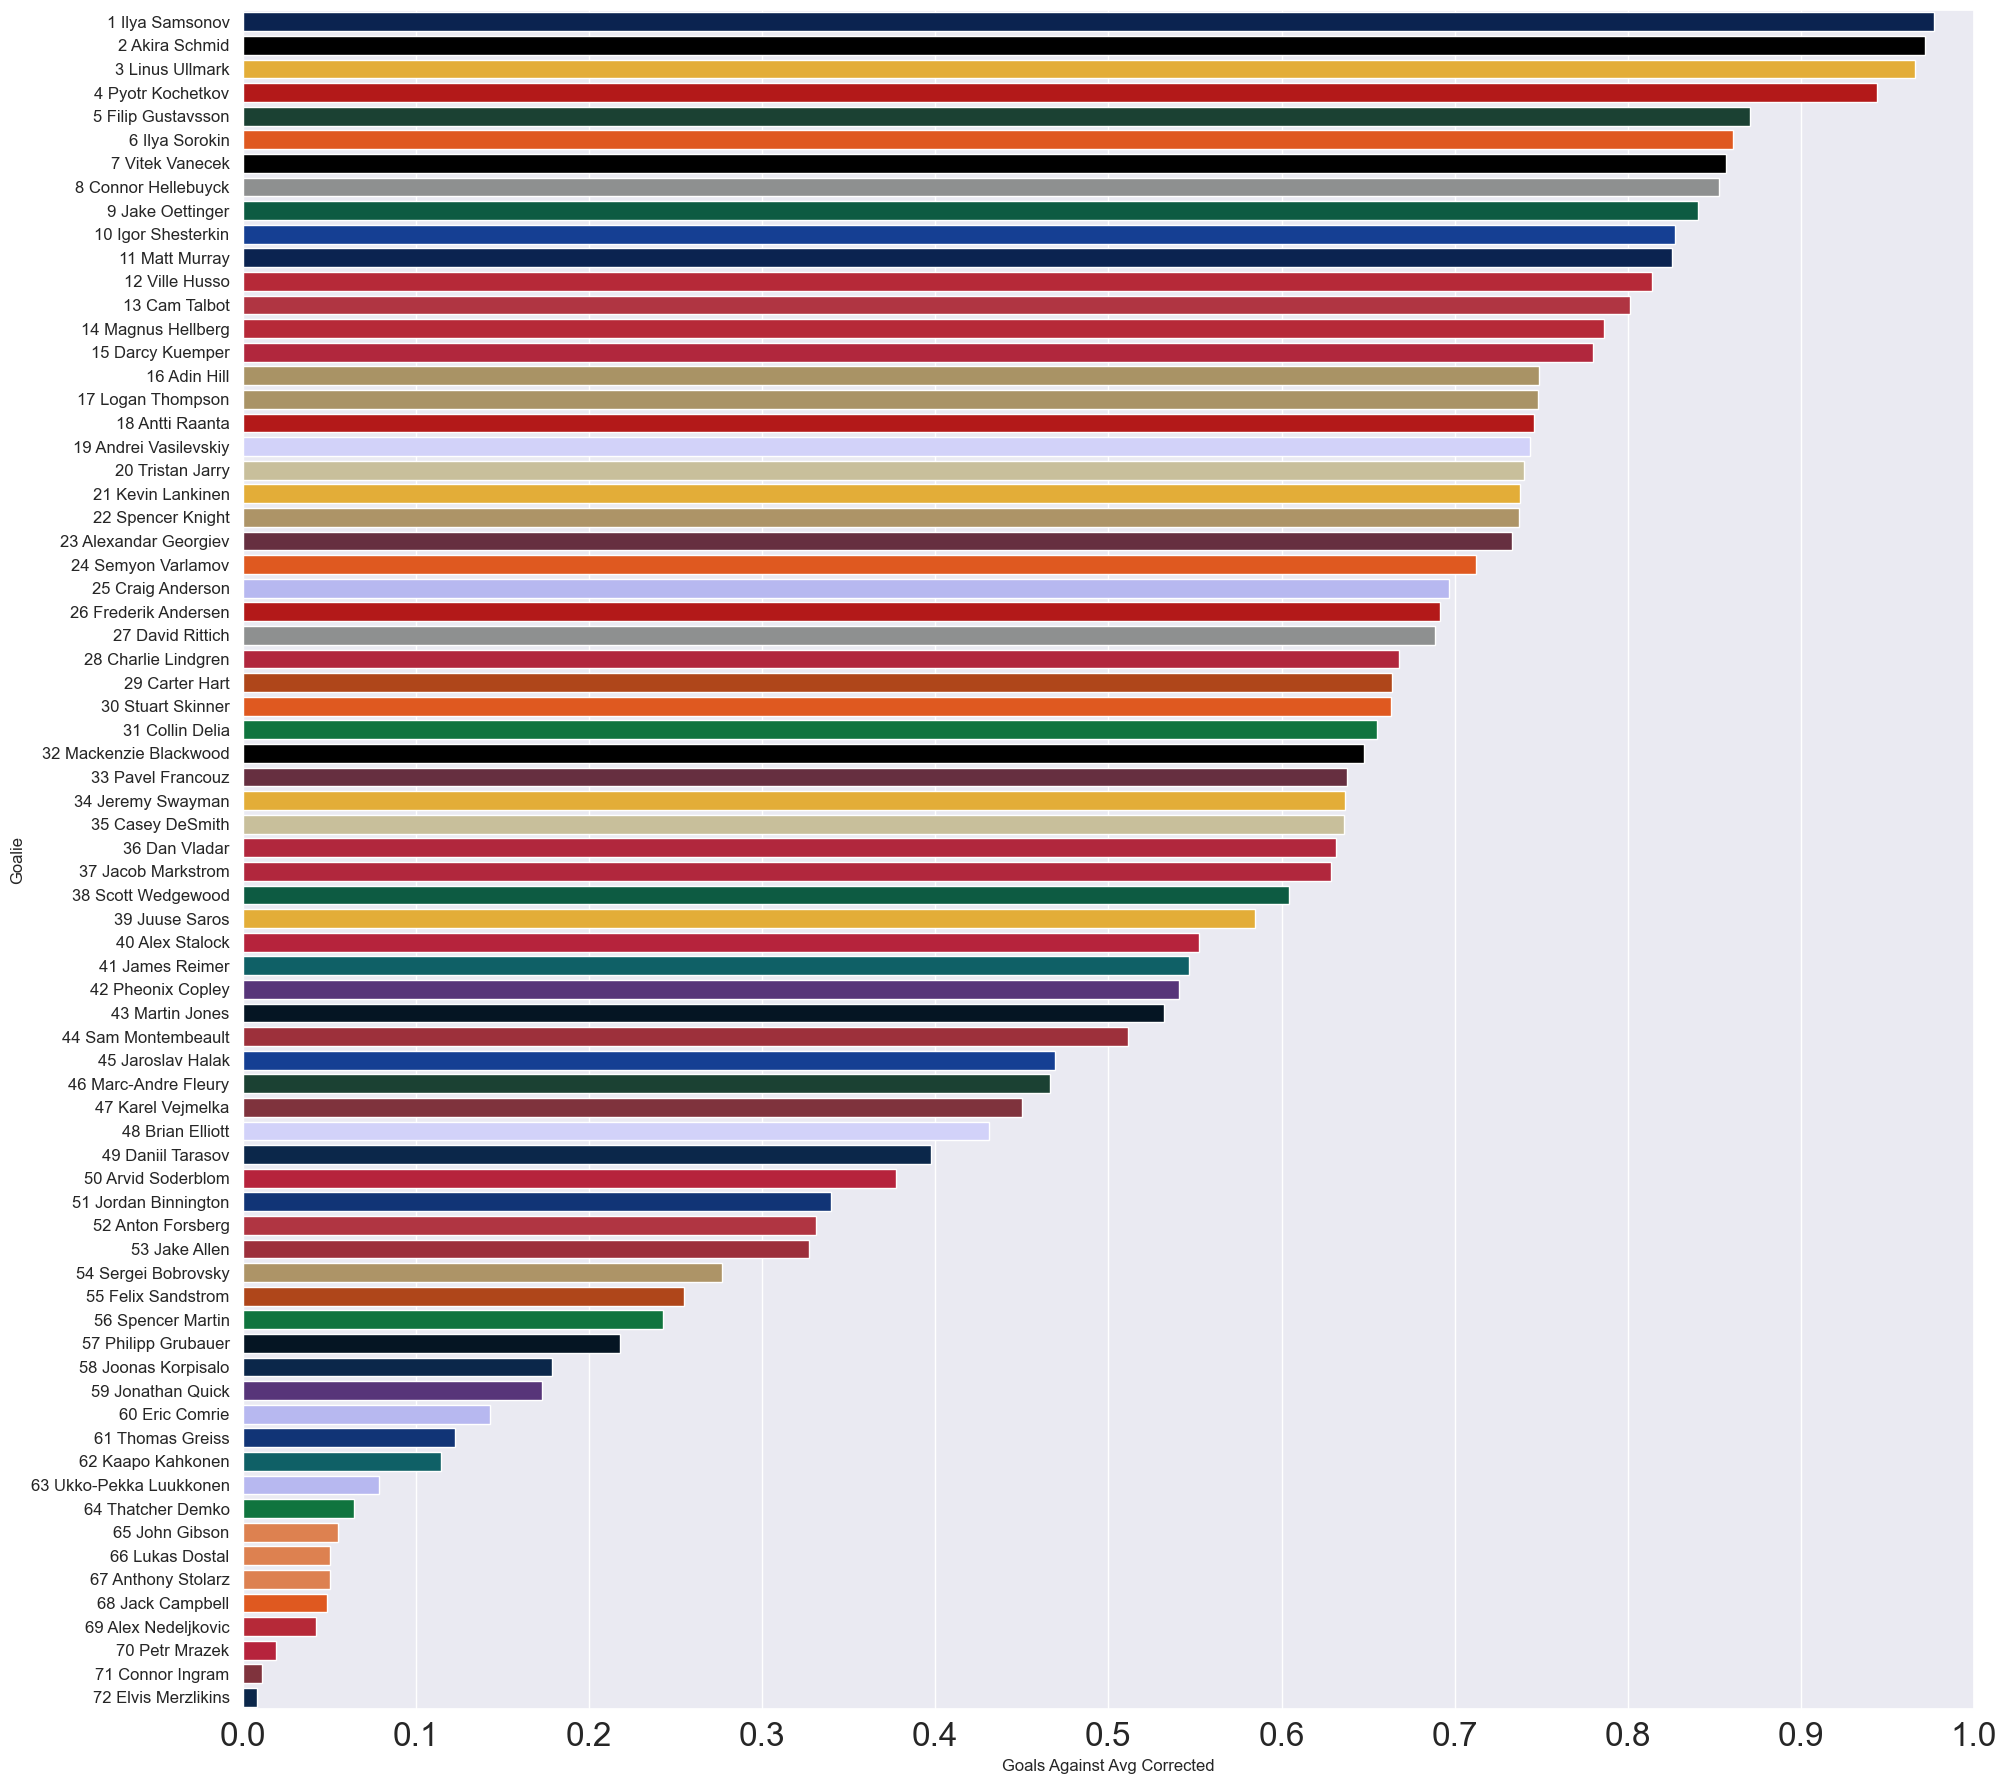 1 Ilya Samsonov
2 Akira Schmid
3 Linus Ullmark
4 Pyotr Kochetkov
5 Filip Gustavsson
6 Ilya Sorokin
7 Vitek Vanecek
8 Connor Hellebuyck
9 Jake Oettinger
10 Igor Shesterkin
11 Matt Murray
12 Ville Husso
13 Cam Talbot
14 Magnus Hellberg
15 Darcy Kuemper
16 Adin Hill
17 Logan Thompson
18 Antti Raanta
19 Andrei Vasilevskiy
20 Tristan Jarry
21 Kevin Lankinen
22 Spencer Knight
23 Alexandar Georgiev
24 Semyon Varlamov
25 Craig Anderson
26 Frederik Andersen
27 David Rittich
28 Charlie Lindgren
29 Carter Hart
30 Stuart Skinner
31 Collin Delia
32 Mackenzie Blackwood
33 Pavel Francouz
34 Jeremy Swayman
35 Casey DeSmith
36 Dan Vladar
37 Jacob Markstrom
38 Scott Wedgewood
39 Juuse Saros
40 Alex Stalock
41 James Reimer
42 Pheonix Copley
43 Martin Jones
44 Sam Montembeault
45 Jaroslav Halak
46 Marc-Andre Fleury
47 Karel Vejmelka
48 Brian Elliott
49 Daniil Tarasov
50 Arvid Soderblom
51 Jordan Binnington
52 Anton Forsberg
53 Jake Allen
54 Sergei Bobrovsky
55 Felix Sandstrom
56 Spencer Martin
57 Philipp Grubauer
58 Joonas Korpisalo
59 Jonathan Quick
60 Eric Comrie
61 Thomas Greiss
62 Kaapo Kahkonen
63 Ukko-Pekka Luukkonen
64 Thatcher Demko
65 John Gibson
66 Lukas Dostal
67 Anthony Stolarz
68 Jack Campbell
69 Alex Nedeljkovic
70 Petr Mrazek
71 Connor Ingram
72 Elvis Merzlikins
Goalie
0.0 0.1 0.2 0.3 0.4 0.5 0.6 0.7 0.8 0.9 1.0
Goals Against Avg Corrected